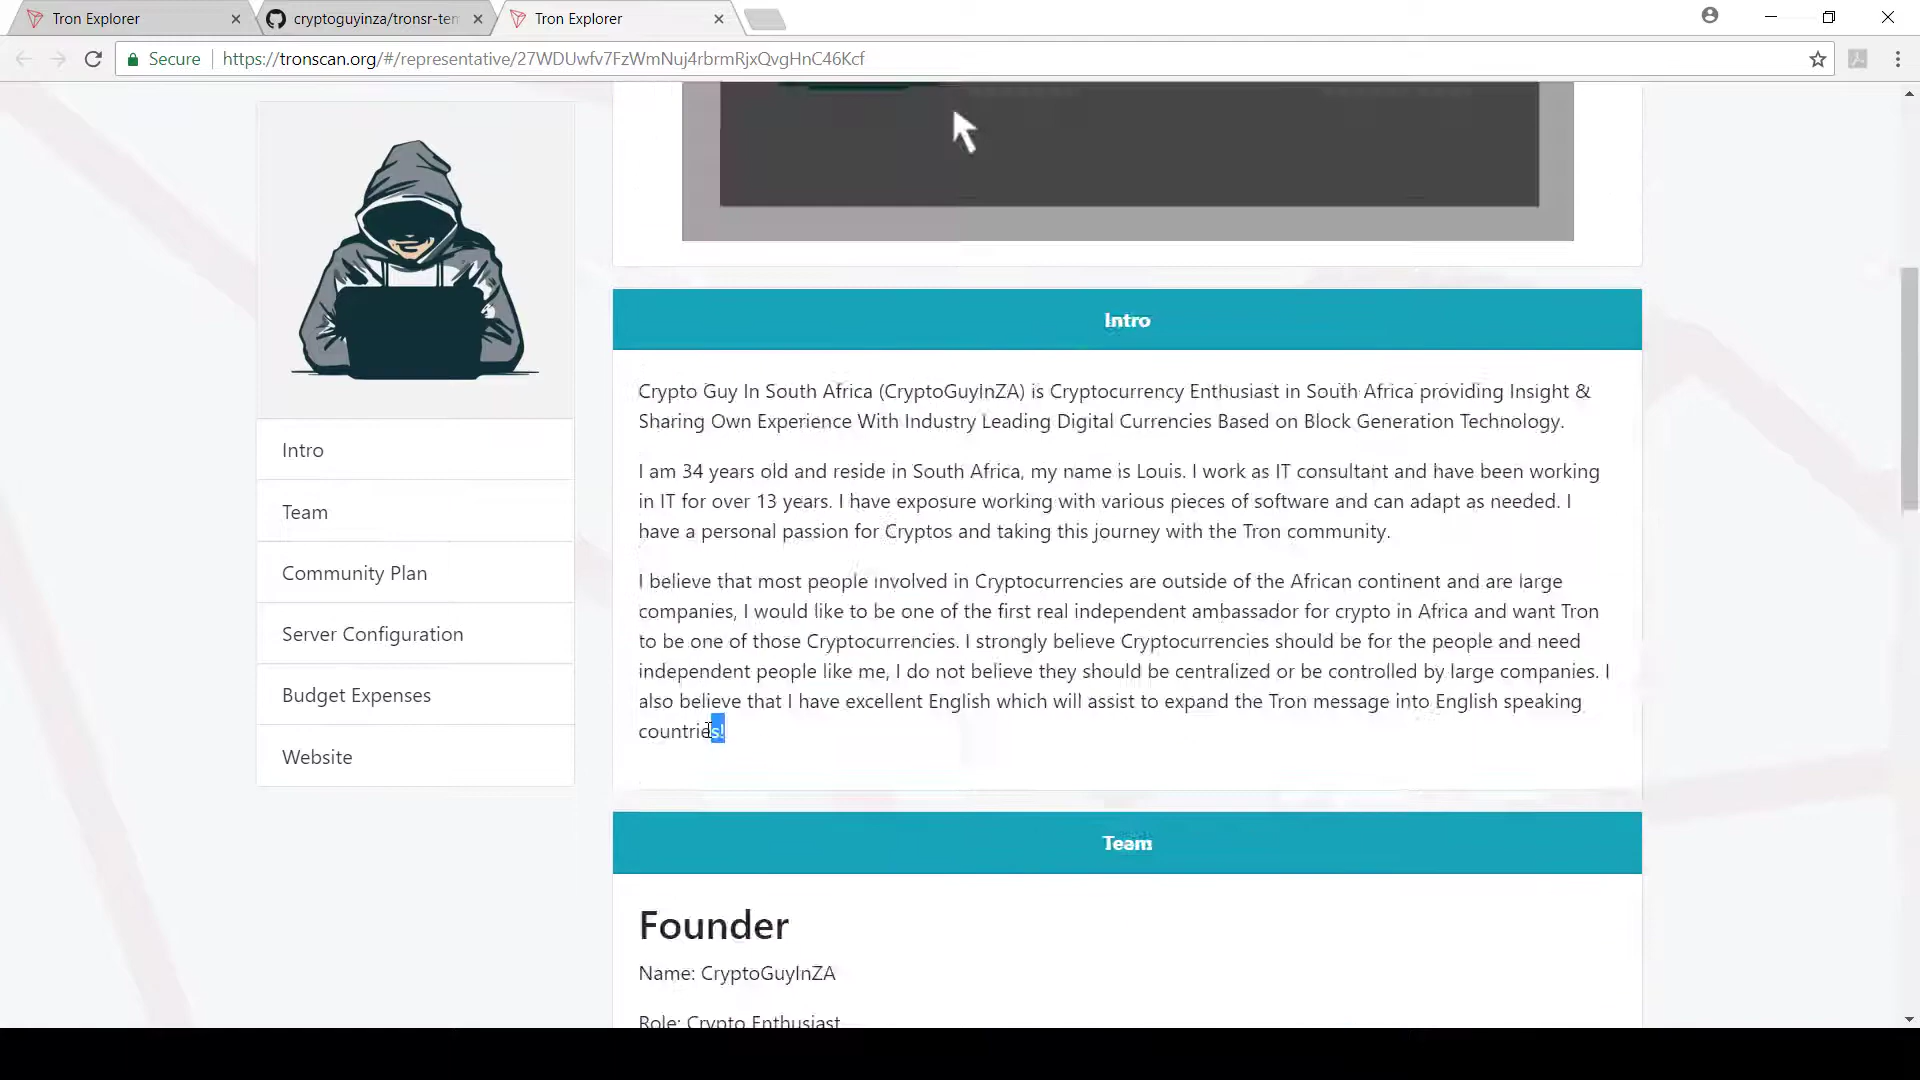 Tron Explorer
cryptoguyinza/tronsr-tem
Tron Explorer
Secure
https://tronscan.org/#/representative/27WDUwfv7FzWmNuj4rbrmRjxQvgHnC46Kcf
Intro
Team
Community Plan
Server Configuration
Budget Expenses
Website
Intro
Crypto Guy In South Africa (CryptoGuyInZA) is Cryptocurrency Enthusiast in South Africa providing Insight &
Sharing Own Experience With Industry Leading Digital Currencies Based on Block Generation Technology.
I am 34 years old and reside in South Africa, my name is Louis. I work as IT consultant and have been working
in IT for over 13 years. I have exposure working with various pieces of software and can adapt as needed. I
have a personal passion for Cryptos and taking this journey with the Tron community.
I believe that most people involved in Cryptocurrencies are outside of the African continent and are large
companies, I would like to be one of the first real independent ambassador for crypto in Africa and want Tron
to be one of those Cryptocurrencies. I strongly believe Cryptocurrencies should be for the people and need
independent people like me, I do not believe they should be centralized or be controlled by large companies. I
also believe that I have excellent English which will assist to expand the Tron message into English speaking
countries!
Team
Founder
Name: CryptoGuyInZA
Role: Crypto Enthusiast